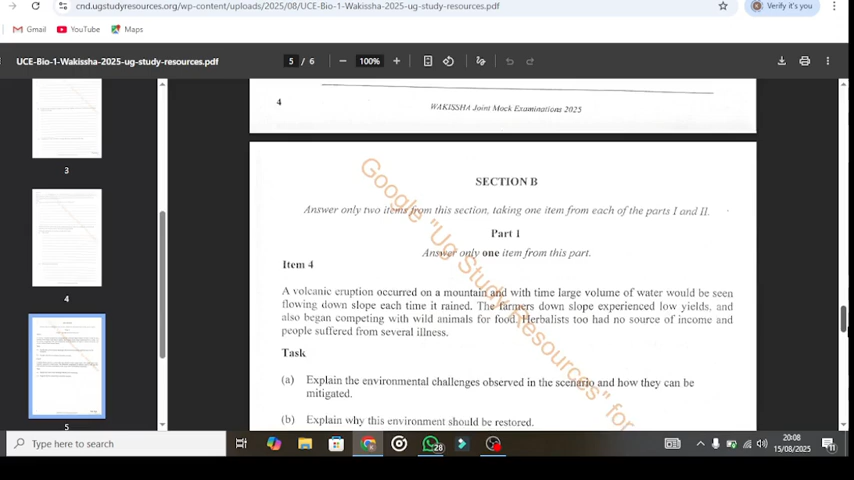 cnd.ugstudyresources.org/wp-content/uploads/2025/08/UCE-Bio-1-Wakissha-2025-ug-study-resources.pdf
Verify it's you
Gmail
YouTube
Maps
UCE-Bio-1-Wakissha-2025-ug-study-resources.pdf
5 / 6
100%
4
WAKISSHA Joint Mock Examinations 2025
3
4
5
SECTION B
Answer only two items from this section, taking one item from each of the parts I and II.
Part 1
Answer only one item from this part.
Item 4
A volcanic eruption occurred on a mountain and with time large volume of water would be seen
flowing down slope each time it rained. The farmers down slope experienced low yields, and
also began competing with wild animals for food. Herbalists too had no source of income and
people suffered from several illness.
Task
(a) Explain the environmental challenges observed in the scenario and how they can be
mitigated.
(b) Explain why this environment should be restored.
Google "Ug Study Resources" for
Type here to search
28
20:08
15/08/2025